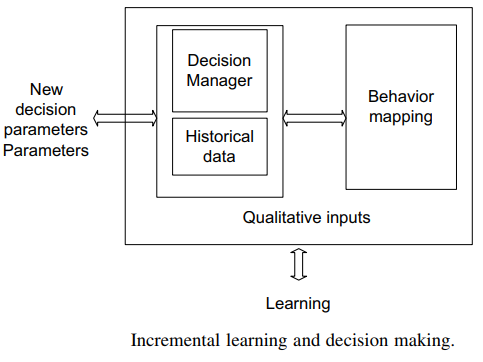 New
decision
parameters
Parameters
Decision
Manager
Historical
data
Behavior
mapping
Qualitative inputs
Learning
Incremental learning and decision making.